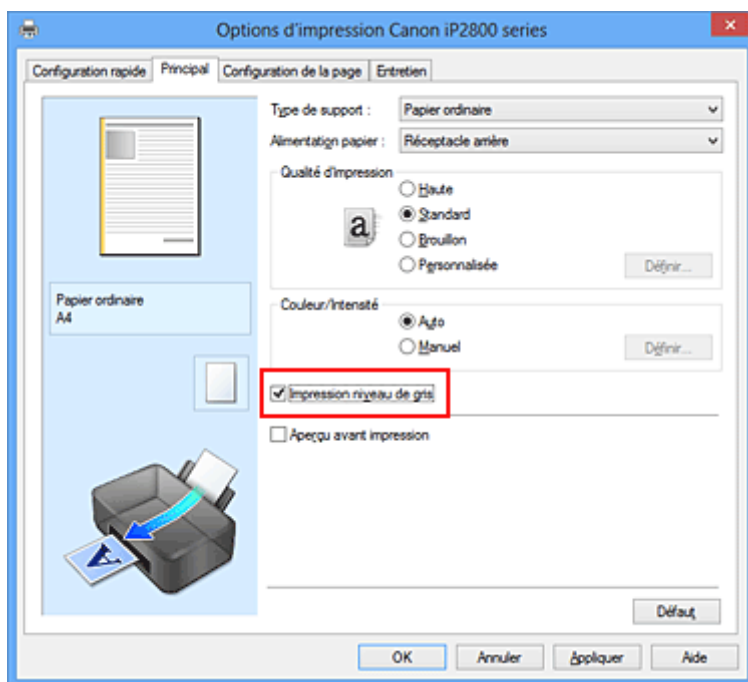 Options d'impression Canon iP2800 series
Configuration rapide Principal Configuration de la page Entretien
Type de support : Papier ordinaire
Alimentation papier : Réceptacle arrière
Qualité d'impression
Haute
Standard
Brouillon
Personnalisée Définir...
a
Papier ordinaire
A4
Couleur/Intensité
Auto
Manuel Définir...
Impression niveau de gris
Aperçu avant impression
A
Défaut
OK Annuler Appliquer Aide